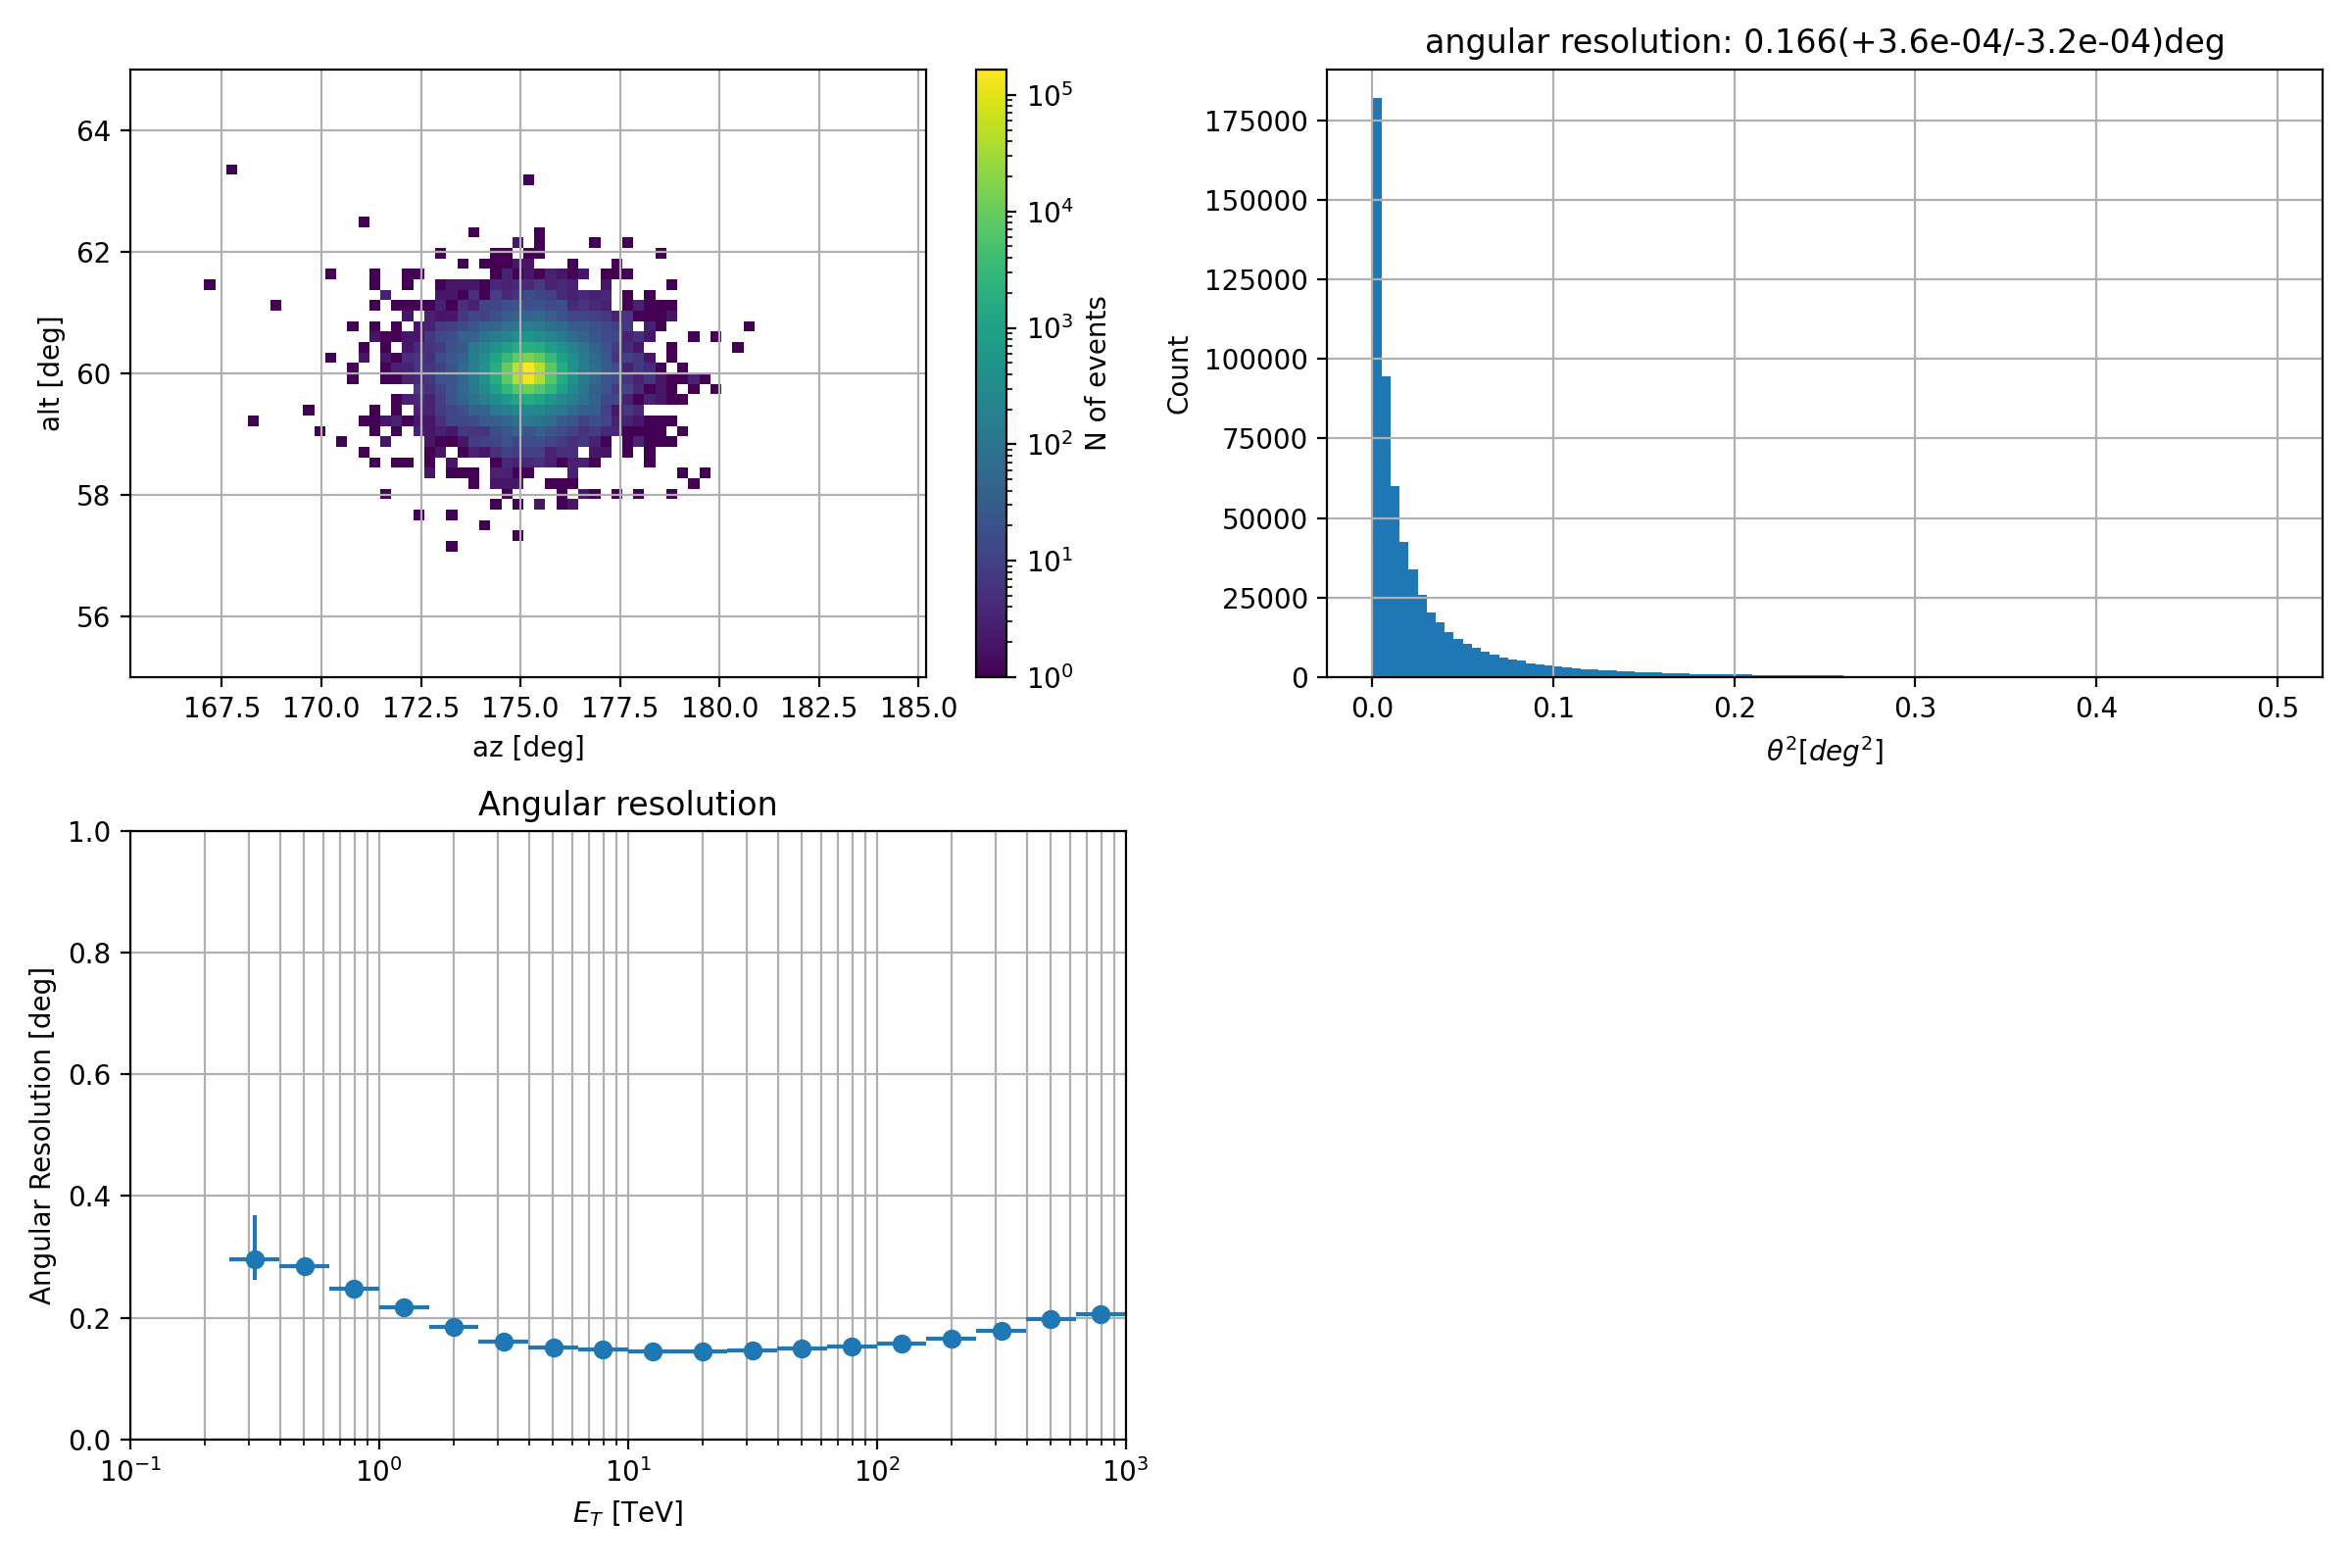 64
62
60
58
56
alt [deg]
167.5 170.0 172.5 175.0 177.5 180.0 182.5 185.0
az [deg]
10^5
10^4
10^3
10^2
10^1
10^0
N of events
angular resolution: 0.166(+3.6e-04/-3.2e-04)deg
175000
150000
125000
100000
75000
50000
25000
0
Count
0.0 0.1 0.2 0.3 0.4 0.5
θ^2[deg^2]
Angular resolution
1.0
0.8
0.6
0.4
0.2
0.0
Angular Resolution [deg]
10^−1 10^0 10^1 10^2 10^3
E_T [TeV]